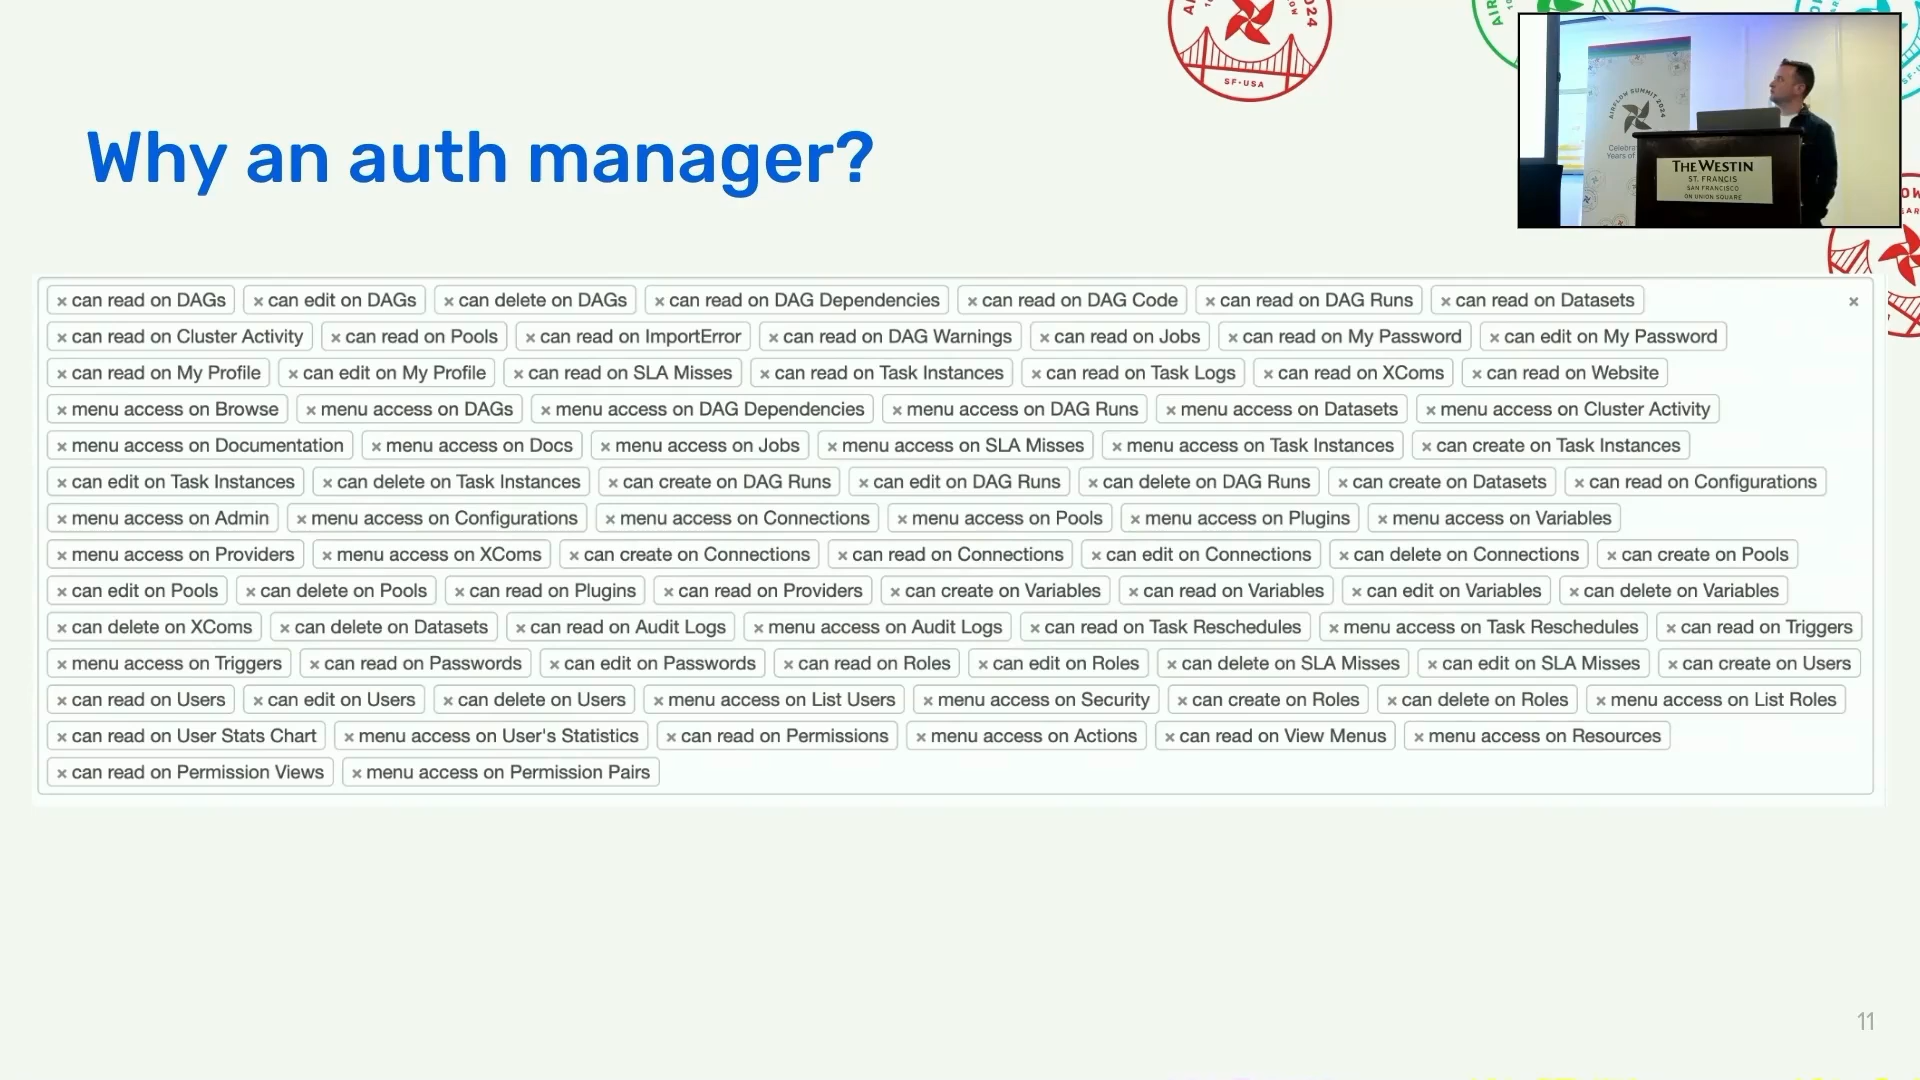 SF·USA
2024
AIR
Why an auth manager?
AIRFLOW SUMMIT 2024
Celebra
Years of
THE WESTIN
ST. FRANCIS
SAN FRANCISCO
ON UNION SQUARE
× can read on DAGs × can edit on DAGs × can delete on DAGs × can read on DAG Dependencies × can read on DAG Code × can read on DAG Runs × can read on Datasets ×
× can read on Cluster Activity × can read on Pools × can read on ImportError × can read on DAG Warnings × can read on Jobs × can read on My Password × can edit on My Password
× can read on My Profile × can edit on My Profile × can read on SLA Misses × can read on Task Instances × can read on Task Logs × can read on XComs × can read on Website
× menu access on Browse × menu access on DAGs × menu access on DAG Dependencies × menu access on DAG Runs × menu access on Datasets × menu access on Cluster Activity
× menu access on Documentation × menu access on Docs × menu access on Jobs × menu access on SLA Misses × menu access on Task Instances × can create on Task Instances
× can edit on Task Instances × can delete on Task Instances × can create on DAG Runs × can edit on DAG Runs × can delete on DAG Runs × can create on Datasets × can read on Configurations
× menu access on Admin × menu access on Configurations × menu access on Connections × menu access on Pools × menu access on Plugins × menu access on Variables
× menu access on Providers × menu access on XComs × can create on Connections × can read on Connections × can edit on Connections × can delete on Connections × can create on Pools
× can edit on Pools × can delete on Pools × can read on Plugins × can read on Providers × can create on Variables × can read on Variables × can edit on Variables × can delete on Variables
× can delete on XComs × can delete on Datasets × can read on Audit Logs × menu access on Audit Logs × can read on Task Reschedules × menu access on Task Reschedules × can read on Triggers
× menu access on Triggers × can read on Passwords × can edit on Passwords × can read on Roles × can edit on Roles × can delete on SLA Misses × can edit on SLA Misses × can create on Users
× can read on Users × can edit on Users × can delete on Users × menu access on List Users × menu access on Security × can create on Roles × can delete on Roles × menu access on List Roles
× can read on User Stats Chart × menu access on User's Statistics × can read on Permissions × menu access on Actions × can read on View Menus × menu access on Resources
× can read on Permission Views × menu access on Permission Pairs
11